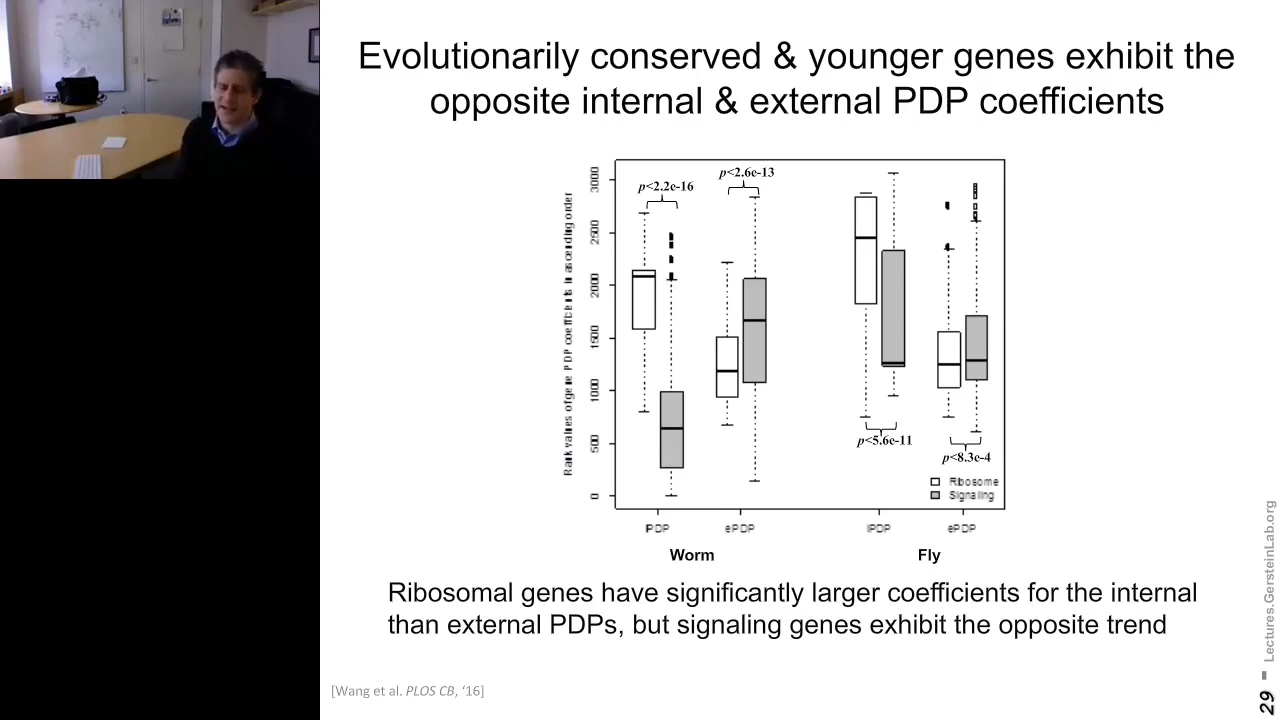 Evolutionarily conserved & younger genes exhibit the
opposite internal & external PDP coefficients
Rank values of gene PDP coefficients in ascending order
3000
2500
2000
1500
1000
500
0
p<2.2e-16
p<2.6e-13
p<5.6e-11
p<8.3e-4
Ribosome
Signaling
IPDP
ePDP
IPDP
ePDP
Worm
Fly
Ribosomal genes have significantly larger coefficients for the internal
than external PDPs, but signaling genes exhibit the opposite trend
[Wang et al. PLOS CB, ‘16]
29 - Lectures.GersteinLab.org